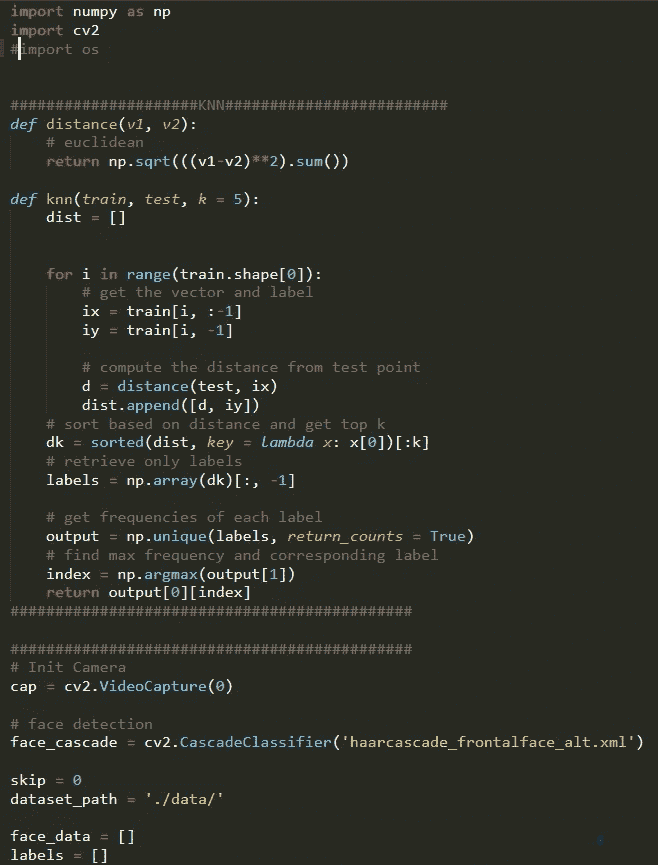 import numpy as np
import cv2
#import os
#####################KNN#########################
def distance(v1, v2):
    # euclidean
    return np.sqrt(((v1-v2)**2).sum())
def knn(train, test, k = 5):
    dist = []
    for i in range(train.shape[0]):
        # get the vector and label
        ix = train[i, :-1]
        iy = train[i, -1]
        # compute the distance from test point
        d = distance(test, ix)
        dist.append([d, iy])
    # sort based on distance and get top k
    dk = sorted(dist, key = lambda x: x[0])[:k]
    # retrieve only labels
    labels = np.array(dk)[:, -1]
    # get frequencies of each label
    output = np.unique(labels, return_counts = True)
    # find max frequency and corresponding label
    index = np.argmax(output[1])
    return output[0][index]
#############################################
#############################################
# Init Camera
cap = cv2.VideoCapture(0)
# face detection
face_cascade = cv2.CascadeClassifier('haarcascade_frontalface_alt.xml')
skip = 0
dataset_path = './data/'
face_data = []
labels = []